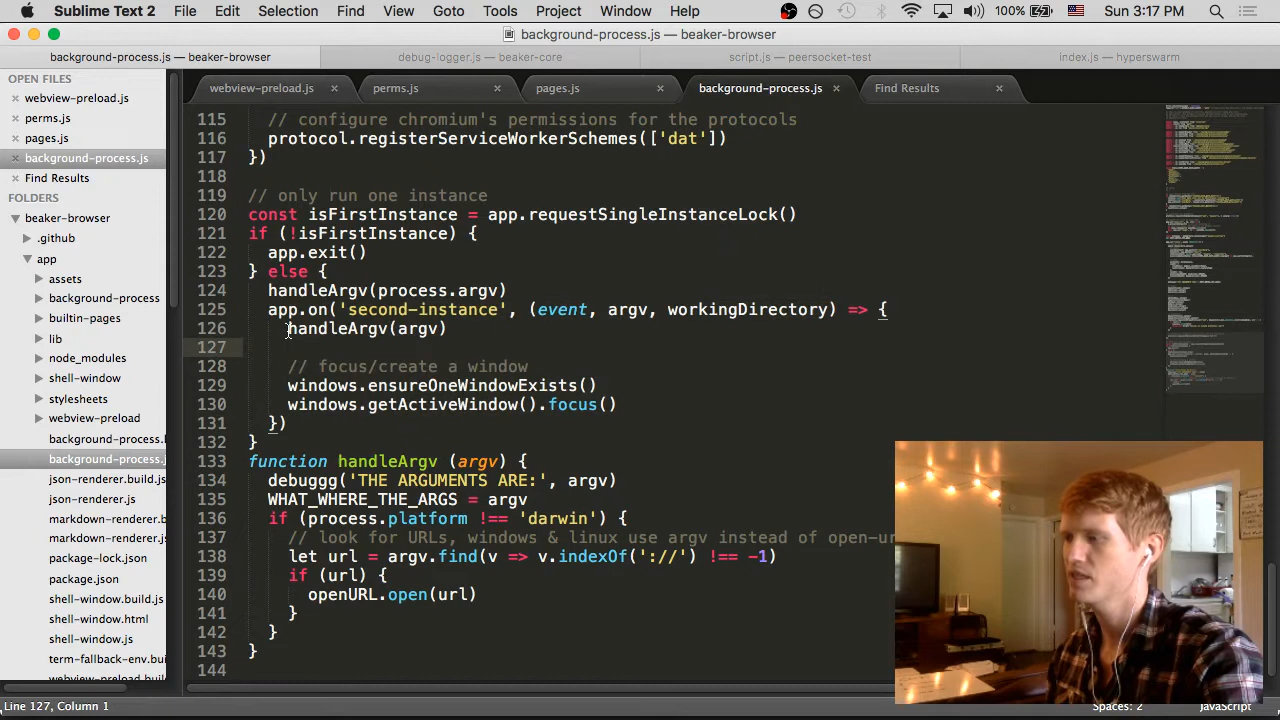 Sublime Text 2 File Edit Selection Find View Goto Tools Project Window Help 100% Sun 3:17 PM
background-process.js — beaker-browser
background-process.js — beaker-browser debug-logger.js — beaker-core script.js — peersocket-test index.js — hyperswarm
OPEN FILES
webview-preload.js
perms.js
pages.js
background-process.js
Find Results
FOLDERS
beaker-browser
.github
app
assets
background-process
builtin-pages
lib
node_modules
shell-window
stylesheets
webview-preload
background-process.b
background-process.j
json-renderer.build.js
json-renderer.js
markdown-renderer.b
markdown-renderer.js
package-lock.json
package.json
shell-window.build.js
shell-window.html
shell-window.js
term-fallback-env.bui
webview-preload.buil
webview-preload.js perms.js pages.js background-process.js Find Results
115 // configure chromium's permissions for the protocols
116 protocol.registerServiceWorkerSchemes(['dat'])
117 })
118
119 // only run one instance
120 const isFirstInstance = app.requestSingleInstanceLock()
121 if (!isFirstInstance) {
122 app.exit()
123 } else {
124 handleArgv(process.argv)
125 app.on('second-instance', (event, argv, workingDirectory) => {
126 handleArgv(argv)
127
128 // focus/create a window
129 windows.ensureOneWindowExists()
130 windows.getActiveWindow().focus()
131 })
132 }
133 function handleArgv (argv) {
134 debuggg('THE ARGUMENTS ARE:', argv)
135 WHAT_WHERE_THE_ARGS = argv
136 if (process.platform !== 'darwin') {
137 // look for URLs, windows & linux use argv instead of open-ur
138 let url = argv.find(v => v.indexOf('://') !== -1)
139 if (url) {
140 openURL.open(url)
141 }
142 }
143 }
144
Line 127, Column 1 Spaces: 2 JavaScript